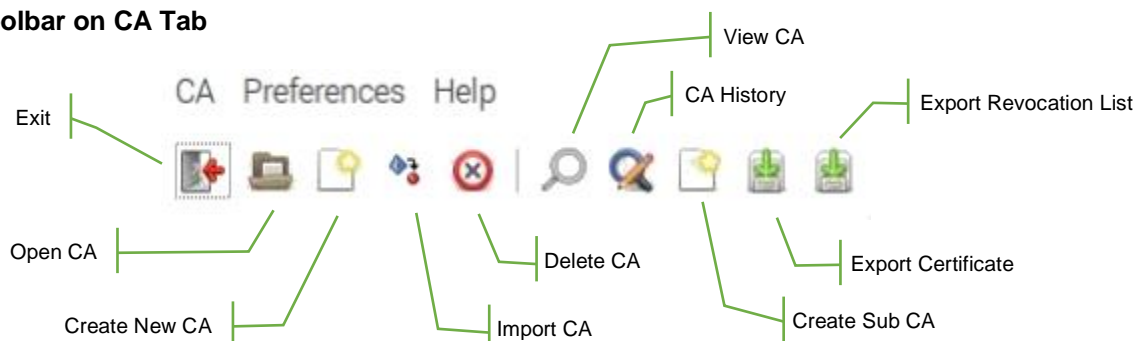 olbar on CA Tab
View CA
CA Preferences Help
CA History
Export Revocation List
Exit
Open CA
Delete CA
Export Certificate
Create New CA
Import CA
Create Sub CA